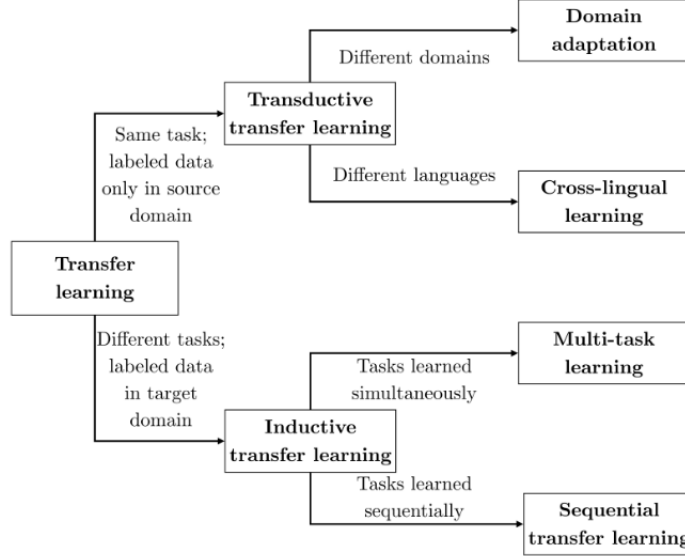 Domain
adaptation
Different domains
Transductive
transfer learning
Same task;
labeled data
only in source
domain
Different languages
Cross-lingual
learning
Transfer
learning
Different tasks;
labeled data
in target
domain
Multi-task
learning
Tasks learned
simultaneously
Inductive
transfer learning
Tasks learned
sequentially
Sequential
transfer learning